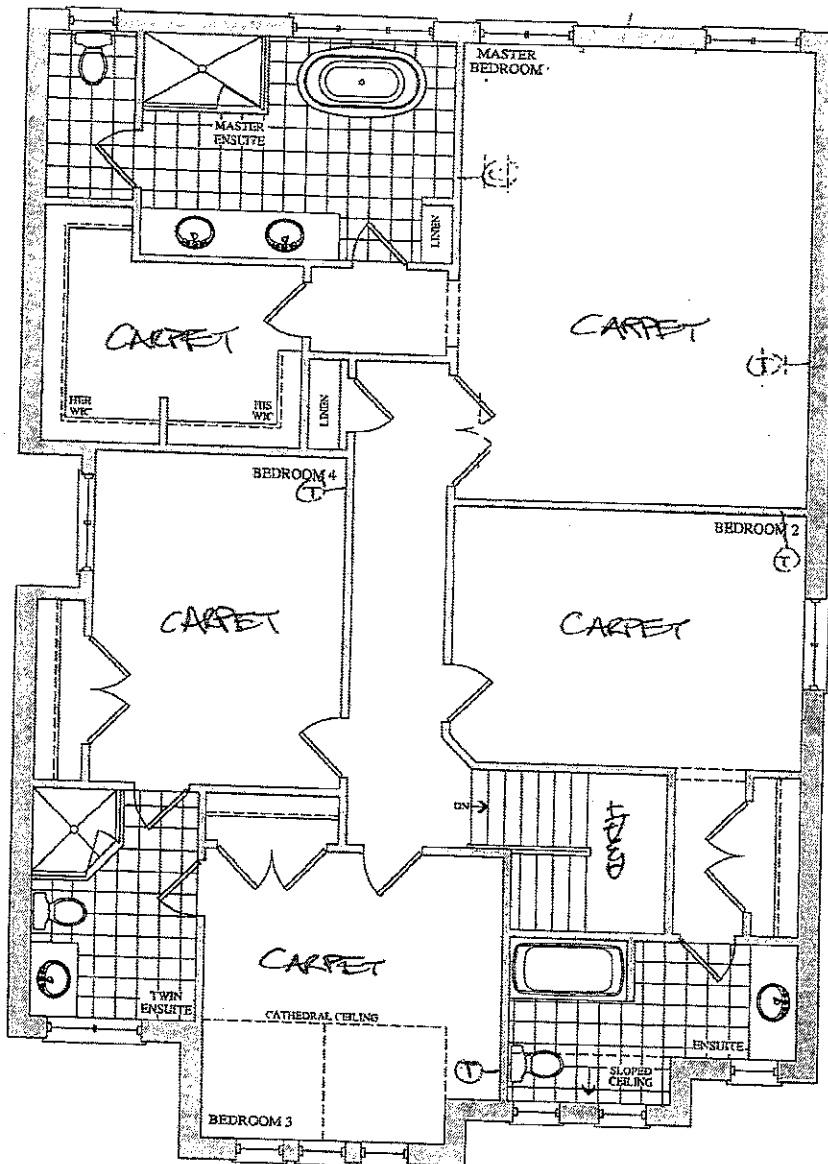 MASTER
BEDROOM
MASTER
ENSUITE
LINEN
CARPET
CARPET
T
HER
WIC
HIS
WIC
LINEN
BEDROOM 4
T
BEDROOM 2
T
CARPET
CARPET
DN
HRWD
CARPET
TWIN
ENSUITE
CATHEDRAL CEILING
ENSUITE
T
SLOPED
CEILING
BEDROOM 3